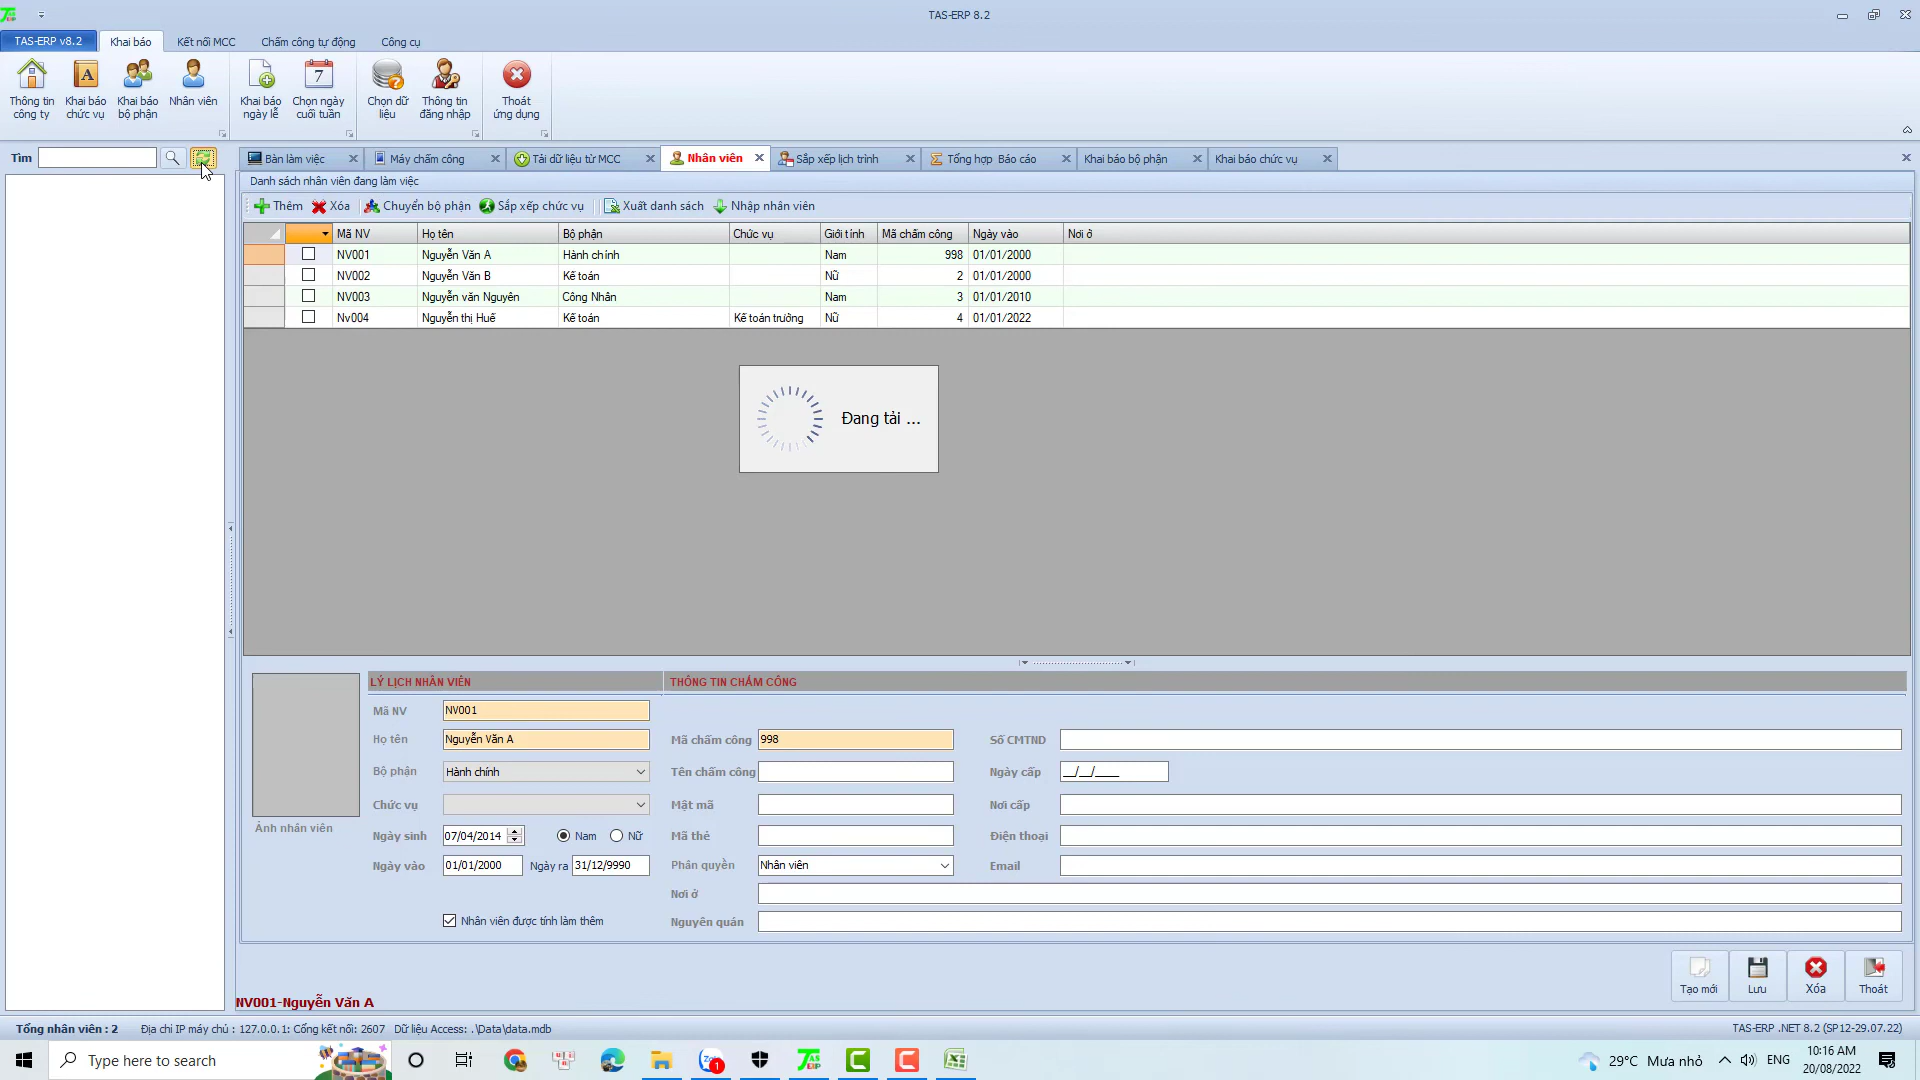 TAS-ERP 8.2
TAS-ERP v8.2 Khai báo Kết nối MCC Chấm công tự động Công cụ
Thông tin công ty
Khai báo chức vụ
Khai báo bộ phận
Nhân viên
Khai báo ngày lễ
7
Chọn ngày cuối tuần
Chọn dữ liệu
Thông tin đăng nhập
Thoát ứng dụng
Tìm
Bàn làm việc Máy chấm công Tải dữ liệu từ MCC Nhân viên Sắp xếp lịch trình Tổng hợp Báo cáo Khai báo bộ phận Khai báo chức vụ
Danh sách nhân viên đang làm việc
Thêm Xóa Chuyển bộ phận Sắp xếp chức vụ Xuất danh sách Nhập nhân viên
Mã NV Họ tên Bộ phận Chức vụ Giới tính Mã chấm công Ngày vào Nơi ở
NV001 Nguyễn Văn A Hành chính Nam 998 01/01/2000
NV002 Nguyễn Văn B Kế toán Nữ 2 01/01/2000
NV003 Nguyễn văn Nguyên Công Nhân Nam 3 01/01/2010
Nv004 Nguyễn thị Huế Kế toán Kế toán trưởng Nữ 4 01/01/2022
Đang tải ...
LÝ LỊCH NHÂN VIÊN THÔNG TIN CHẤM CÔNG
Mã NV NV001
Họ tên Nguyễn Văn A Mã chấm công 998 Số CMTND
Bộ phận Hành chính Tên chấm công Ngày cấp __/__/____
Chức vụ Mật mã Nơi cấp
Ảnh nhân viên
Ngày sinh 07/04/2014 Nam Nữ Mã thẻ Điện thoại
Ngày vào 01/01/2000 Ngày ra 31/12/9990 Phân quyền Nhân viên Email
Nơi ở
Nhân viên được tính làm thêm Nguyên quán
Tạo mới Lưu Xóa Thoát
NV001-Nguyễn Văn A
Tổng nhân viên : 2 Địa chỉ IP máy chủ : 127.0.0.1: Cổng kết nối: 2607 Dữ liệu Access: .\Data\data.mdb TAS-ERP .NET 8.2 (SP12-29.07.22)
Type here to search 1 29°C Mưa nhỏ ENG 10:16 AM
20/08/2022